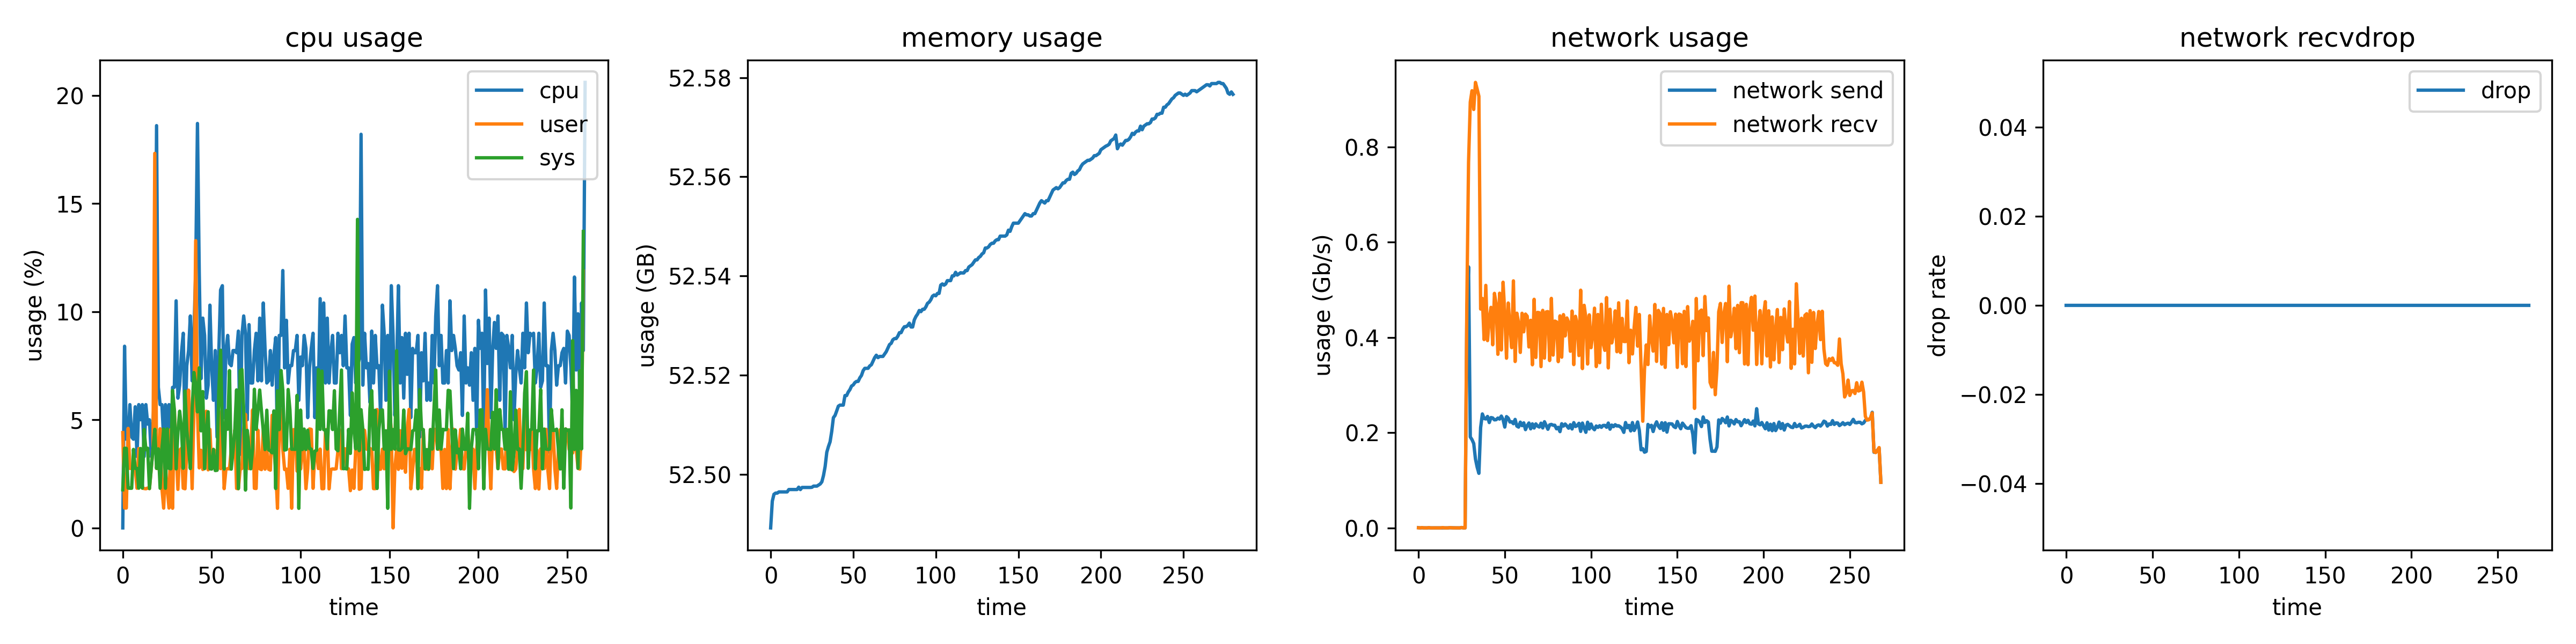 cpu usage
usage (%)
20
15
10
5
0
0 50 100 150 200 250
time
cpu
user
sys
memory usage
usage (GB)
52.58
52.56
52.54
52.52
52.50
0 50 100 150 200 250
time
network usage
usage (Gb/s)
0.8
0.6
0.4
0.2
0.0
0 50 100 150 200 250
time
network send
network recv
network recvdrop
drop rate
0.04
0.02
0.00
−0.02
−0.04
0 50 100 150 200 250
time
drop